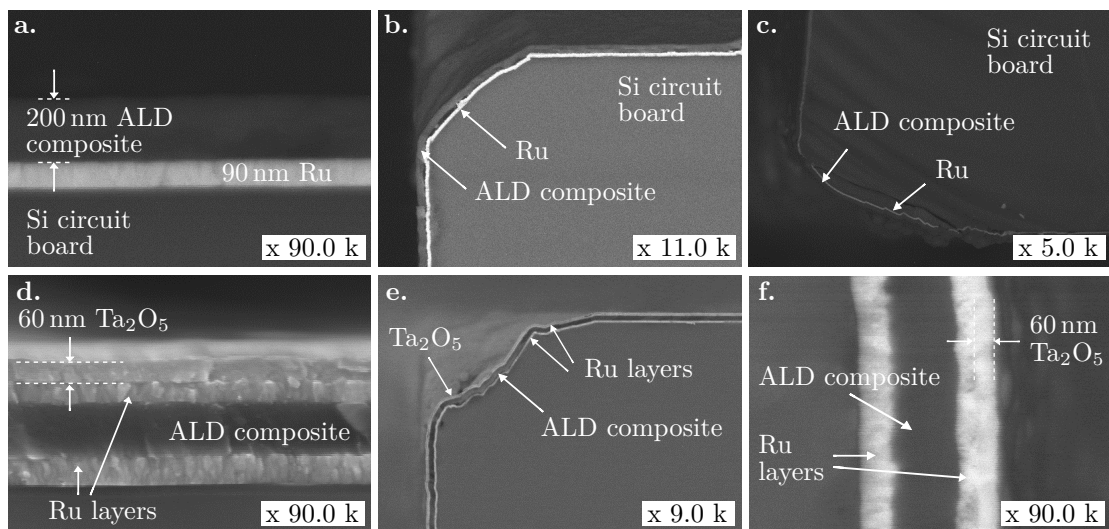 a.
200 nm ALD
composite
90 nm Ru
Si circuit
board
x 90.0 k
b.
Si circuit
board
Ru
ALD composite
x 11.0 k
c.
Si circuit
board
ALD composite
Ru
x 5.0 k
d.
60 nm Ta₂O₅
ALD composite
Ru layers
x 90.0 k
e.
Ta₂O₅
Ru layers
ALD composite
x 9.0 k
f.
60 nm
Ta₂O₅
ALD composite
Ru
layers
x 90.0 k